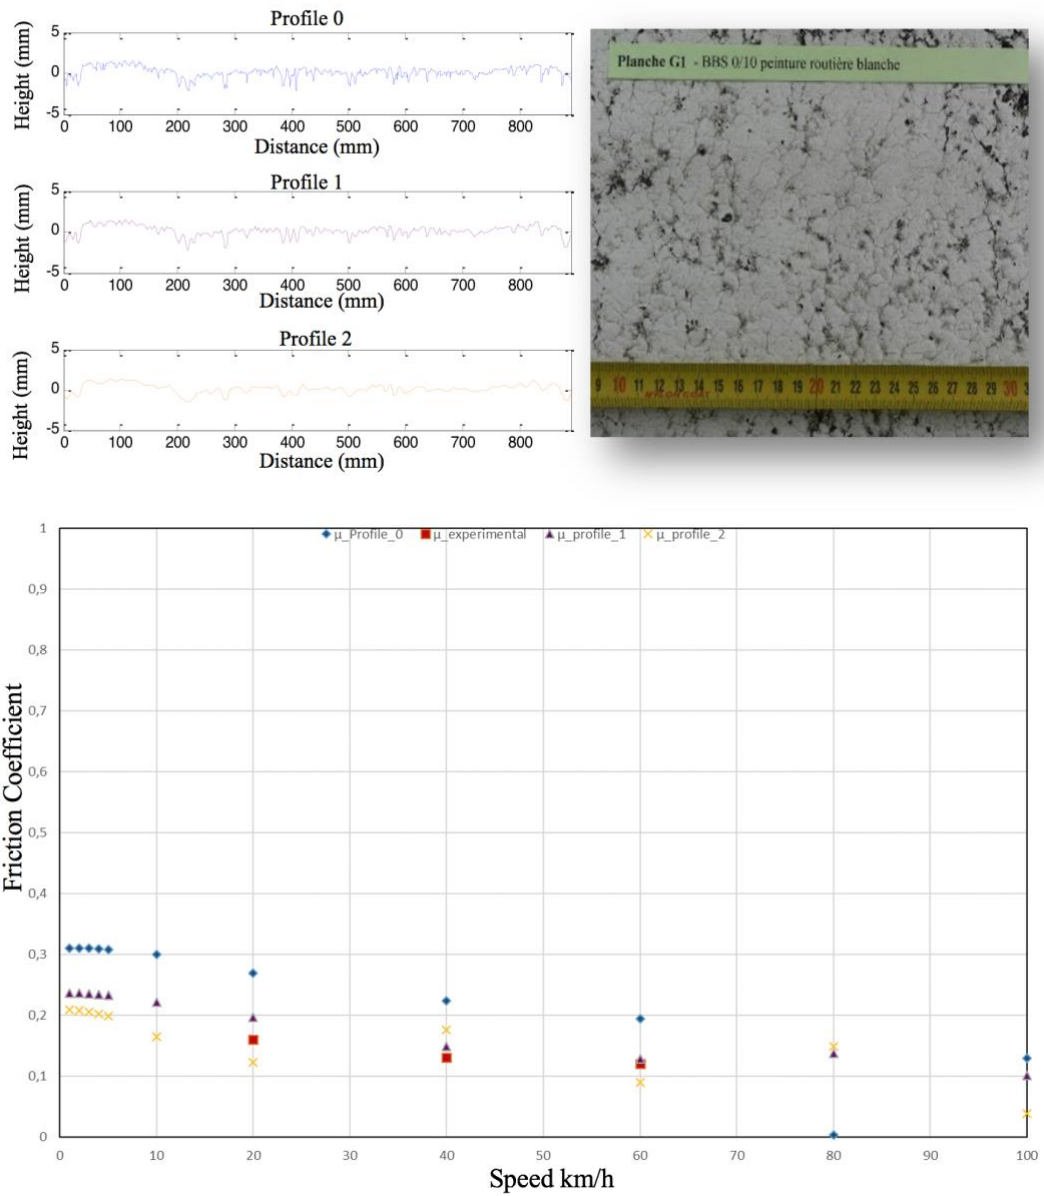 Profile 0
Height (mm)
5
0
-5
0 100 200 300 400 500 600 700 800
Distance (mm)
Profile 1
Height (mm)
5
0
-5
0 100 200 300 400 500 600 700 800
Distance (mm)
Profile 2
Height (mm)
5
0
-5
0 100 200 300 400 500 600 700 800
Distance (mm)
Planche G1 - BBS 0/10 peinture routière blanche
9 10 11 12 13 14 15 16 17 18 19 20 21 22 23 24 25 26 27 28 29 30 3
NYLON COAT
μ_Profile_0 μ_experimental μ_profile_1 μ_profile_2
Friction Coefficient
1
0,9
0,8
0,7
0,6
0,5
0,4
0,3
0,2
0,1
0
0 10 20 30 40 50 60 70 80 90 100
Speed km/h